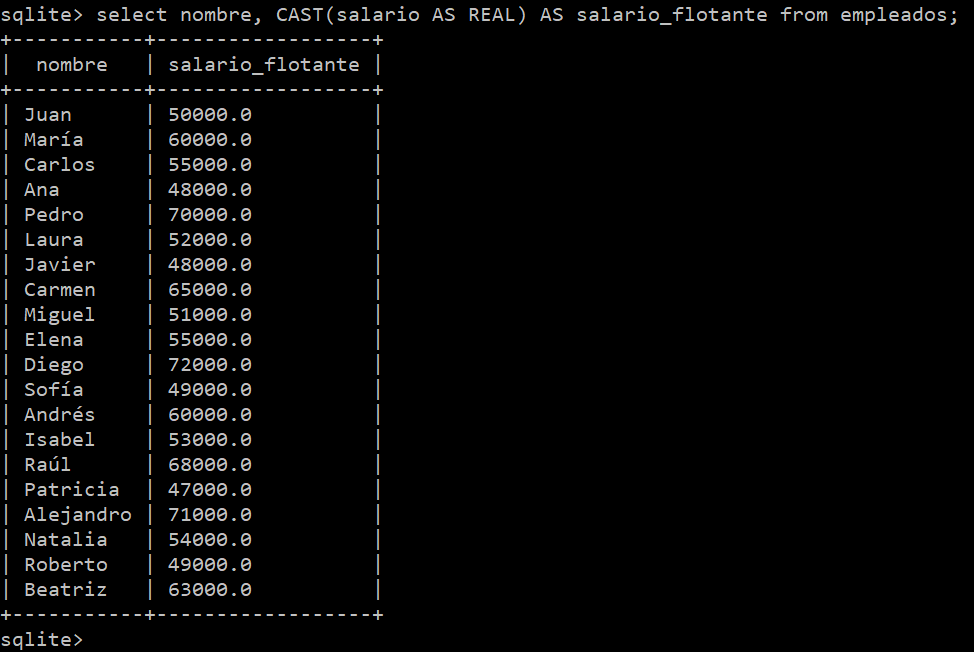 sqlite> select nombre, CAST(salario AS REAL) AS salario_flotante from empleados;
+-----------+------------------+
|  nombre   | salario_flotante |
+-----------+------------------+
| Juan      | 50000.0          |
| María     | 60000.0          |
| Carlos    | 55000.0          |
| Ana       | 48000.0          |
| Pedro     | 70000.0          |
| Laura     | 52000.0          |
| Javier    | 48000.0          |
| Carmen    | 65000.0          |
| Miguel    | 51000.0          |
| Elena     | 55000.0          |
| Diego     | 72000.0          |
| Sofía     | 49000.0          |
| Andrés    | 60000.0          |
| Isabel    | 53000.0          |
| Raúl      | 68000.0          |
| Patricia  | 47000.0          |
| Alejandro | 71000.0          |
| Natalia   | 54000.0          |
| Roberto   | 49000.0          |
| Beatriz   | 63000.0          |
+-----------+------------------+
sqlite>